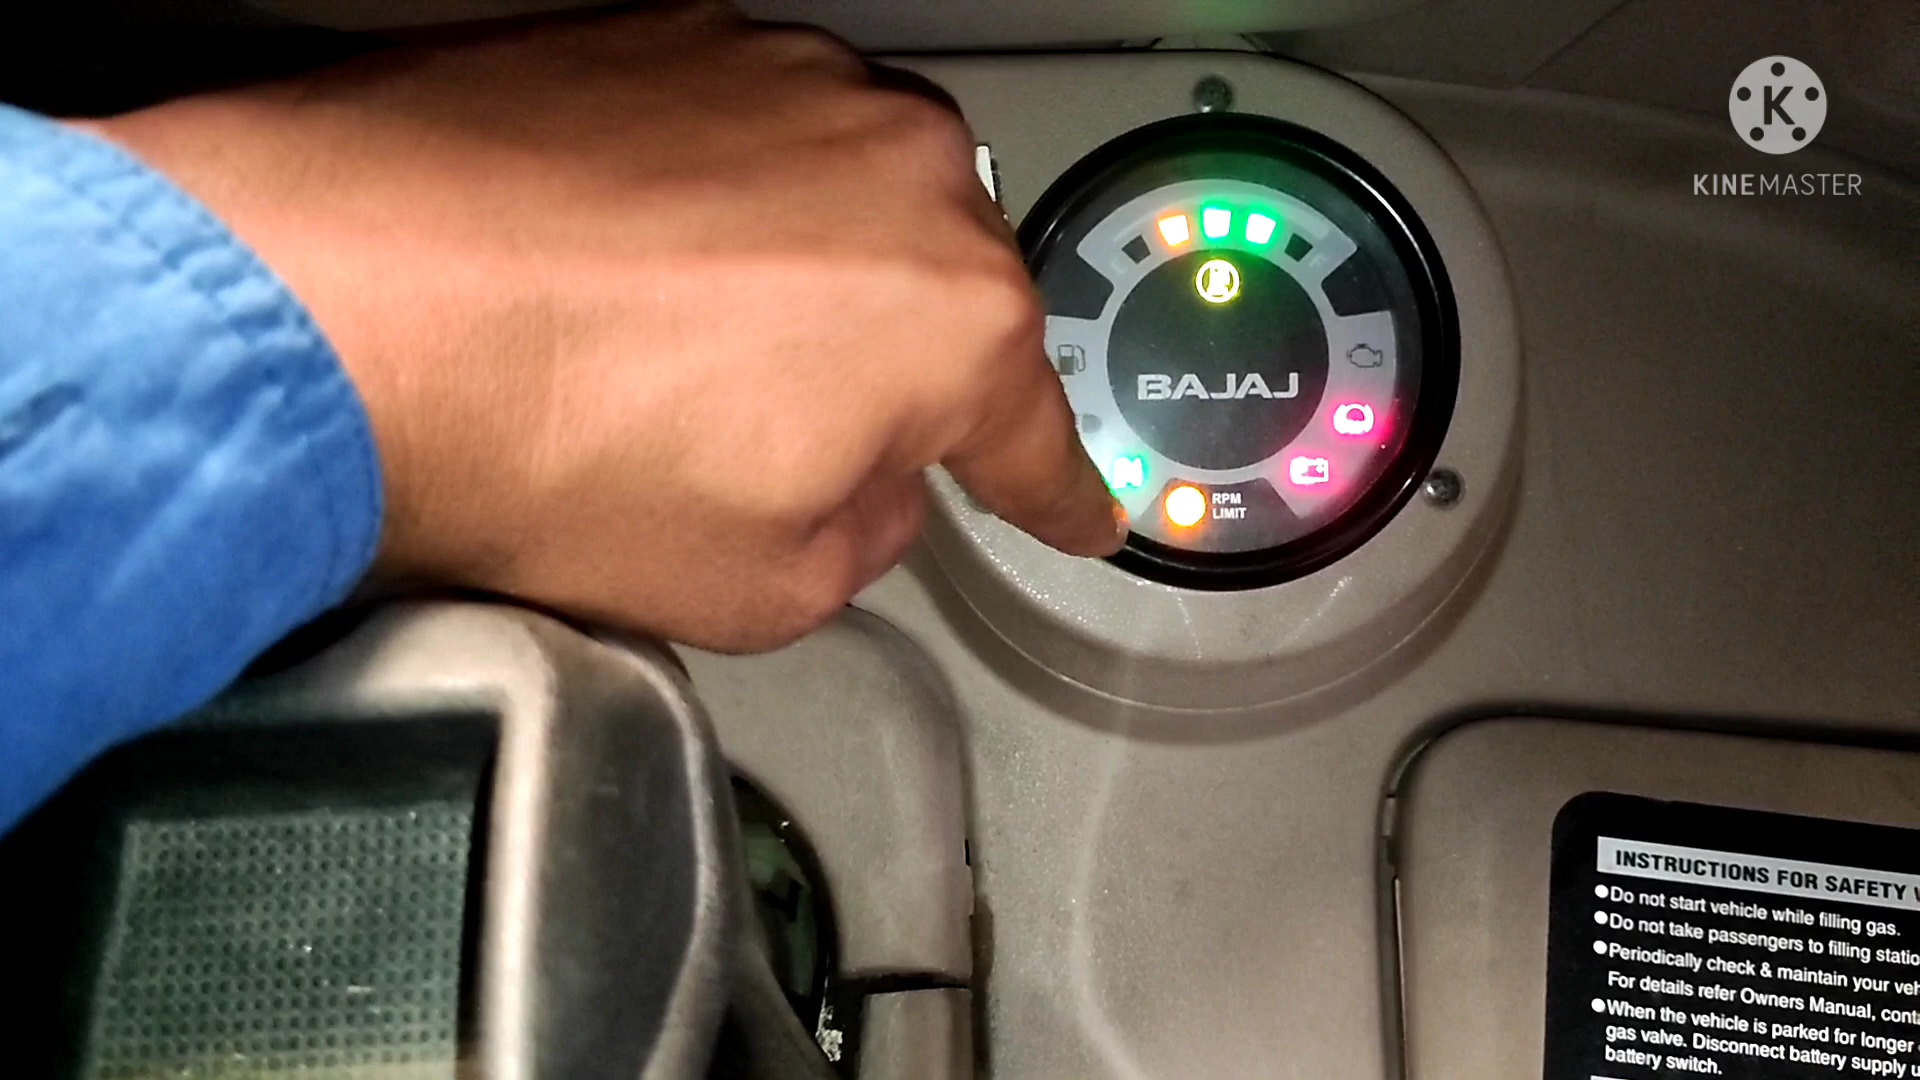 KINEMASTER
E
F
BAJAJ
N
RPM
LIMIT
INSTRUCTIONS FOR SAFETY
●Do not start vehicle while filling gas.
●Do not take passengers to filling
●Periodically check & maintain your
For details refer Owners Manual,
●When the vehicle is parked for longer
gas valve. Disconnect battery supply
battery switch.